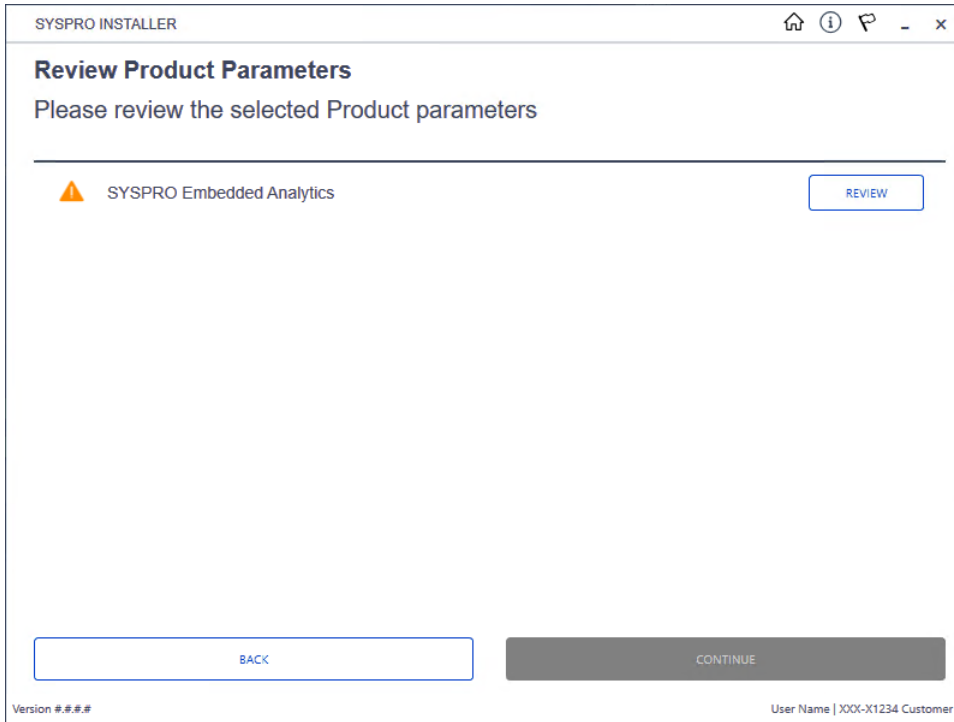 SYSPRO INSTALLER
Review Product Parameters
Please review the selected Product parameters
SYSPRO Embedded Analytics
REVIEW
BACK
CONTINUE
Version #.#.#.#
User Name | XXX-X1234 Customer